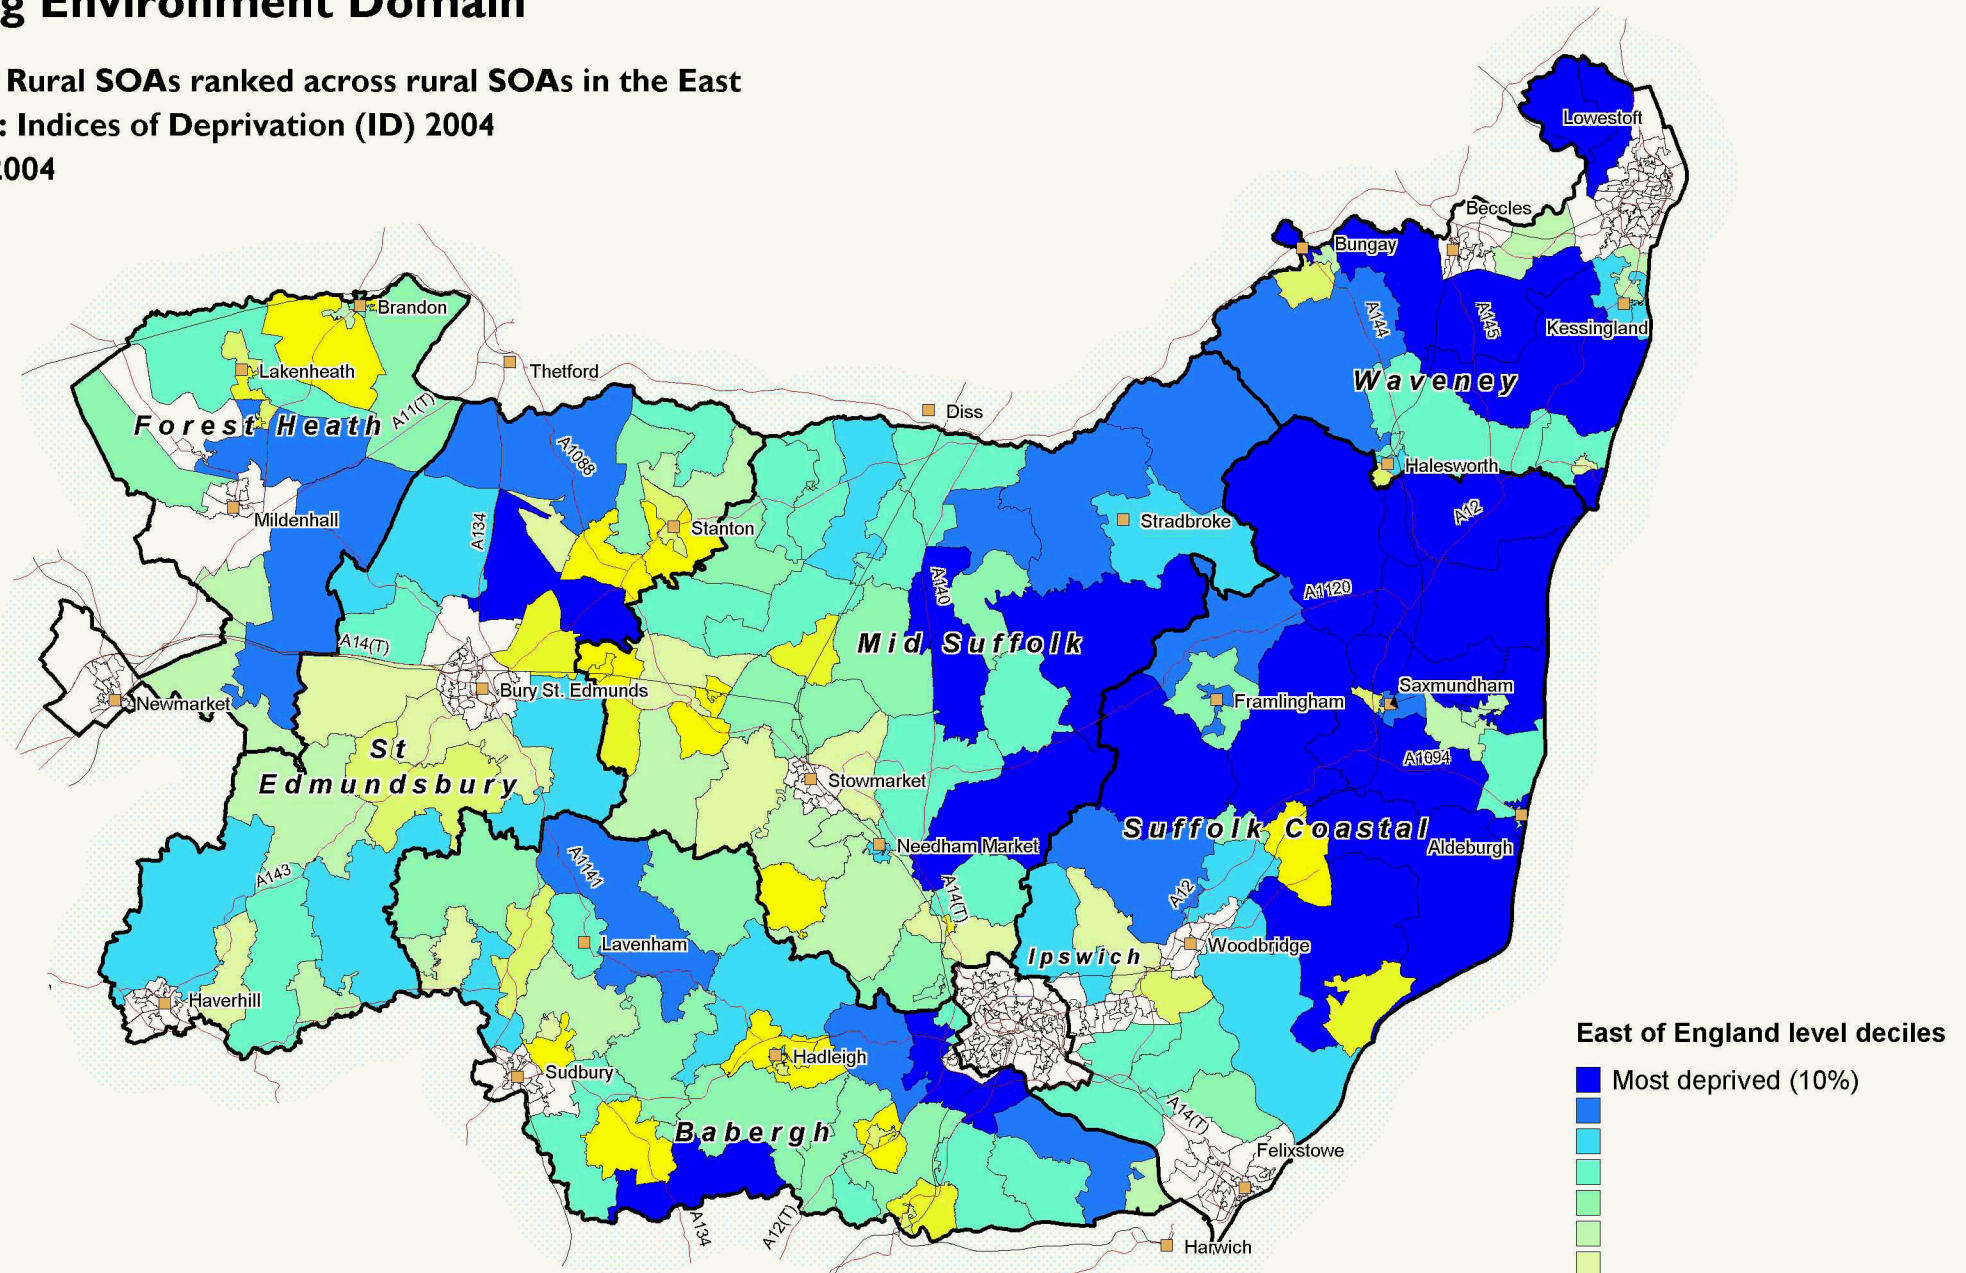 g Environment Domain
Rural SOAs ranked across rural SOAs in the East
: Indices of Deprivation (ID) 2004
2004
Lowestoft
Beccles
Bungay
Brandon
A144
A145
Kessingland
Lakenheath
Thetford
Waveney
Diss
A11(T)
Forest Heath
A1088
Halesworth
Mildenhall
A134
Stanton
Stradbroke
A12
A140
A1120
A14(T)
Mid Suffolk
Bury St. Edmunds
Saxmundham
Newmarket
Framlingham
St
Edmundsbury
A1094
Stowmarket
Suffolk Coastal
Needham Market
Aldeburgh
A1141
A143
A14(T)
A12
Lavenham
Woodbridge
Ipswich
Haverhill
East of England level deciles
Hadleigh
Sudbury
Most deprived (10%)
A14(T)
Babergh
Felixstowe
A134
A12(T)
Harwich